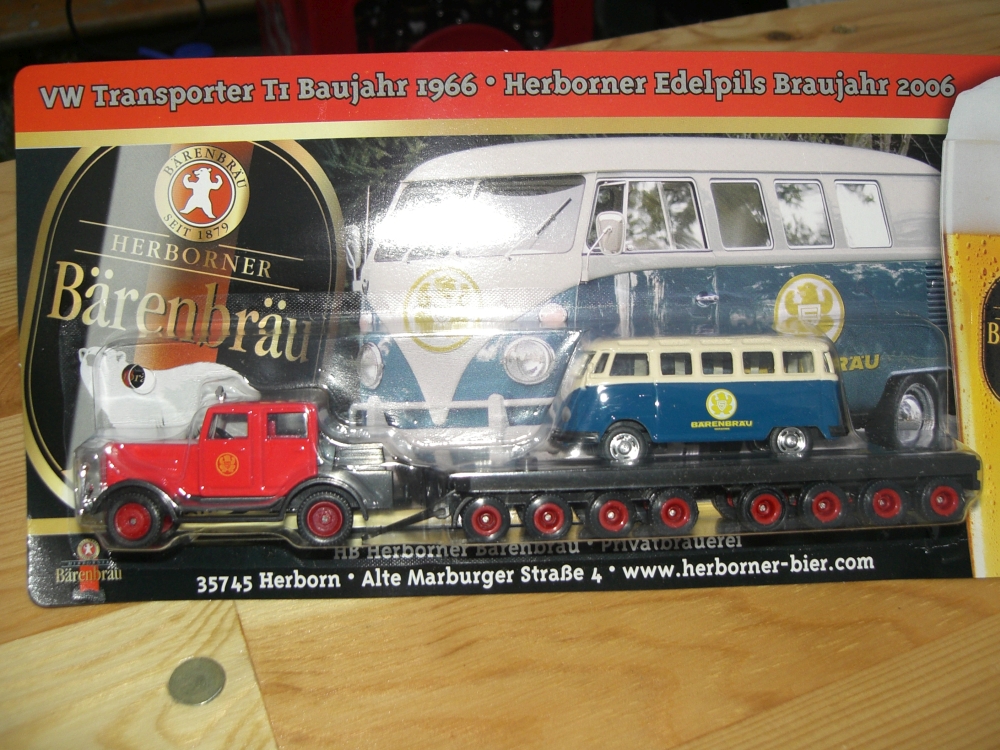 VW Transporter T1 Baujahr 1966 • Herborner Edelpils Braujahr 2006
BÄRENBRÄU
SEIT 1879
HERBORNER
Bärenbräu
RÄU
BÄRENBRÄU
B
HB Herborner Bärenbräu • Privatbrauerei
Bärenbräu
35745 Herborn • Alte Marburger Straße 4 • www.herborner-bier.com